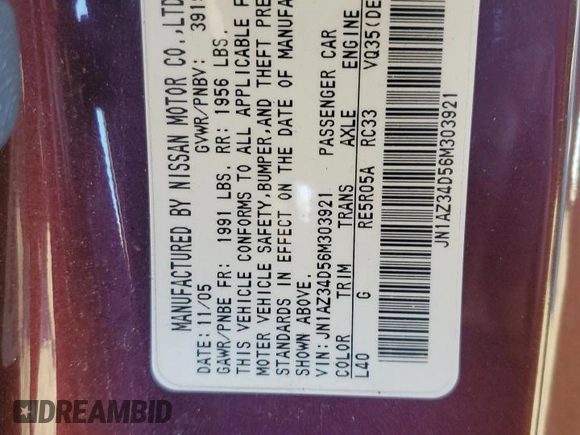 MANUFACTURED BY NISSAN MOTOR CO.,LTD
DATE: 11/05 GVWR/PNBV: 391
GAWR/PNBE FR: 1991 LBS. RR: 1956 LBS.
THIS VEHICLE CONFORMS TO ALL APPLICABLE F
MOTER VEHICLE SAFETY,BUMPER,AND THEFT PRE
STANDARDS IN EFFECT ON THE DATE OF MANUFA
SHOWN ABOVE.
VIN:JN1AZ34D56M303921 PASSENGER CAR
COLOR TRIM TRANS AXLE ENGINE
L40 G RE5R05A RC33 VQ35(DE
JN1AZ34D56M303921
DREAMBID